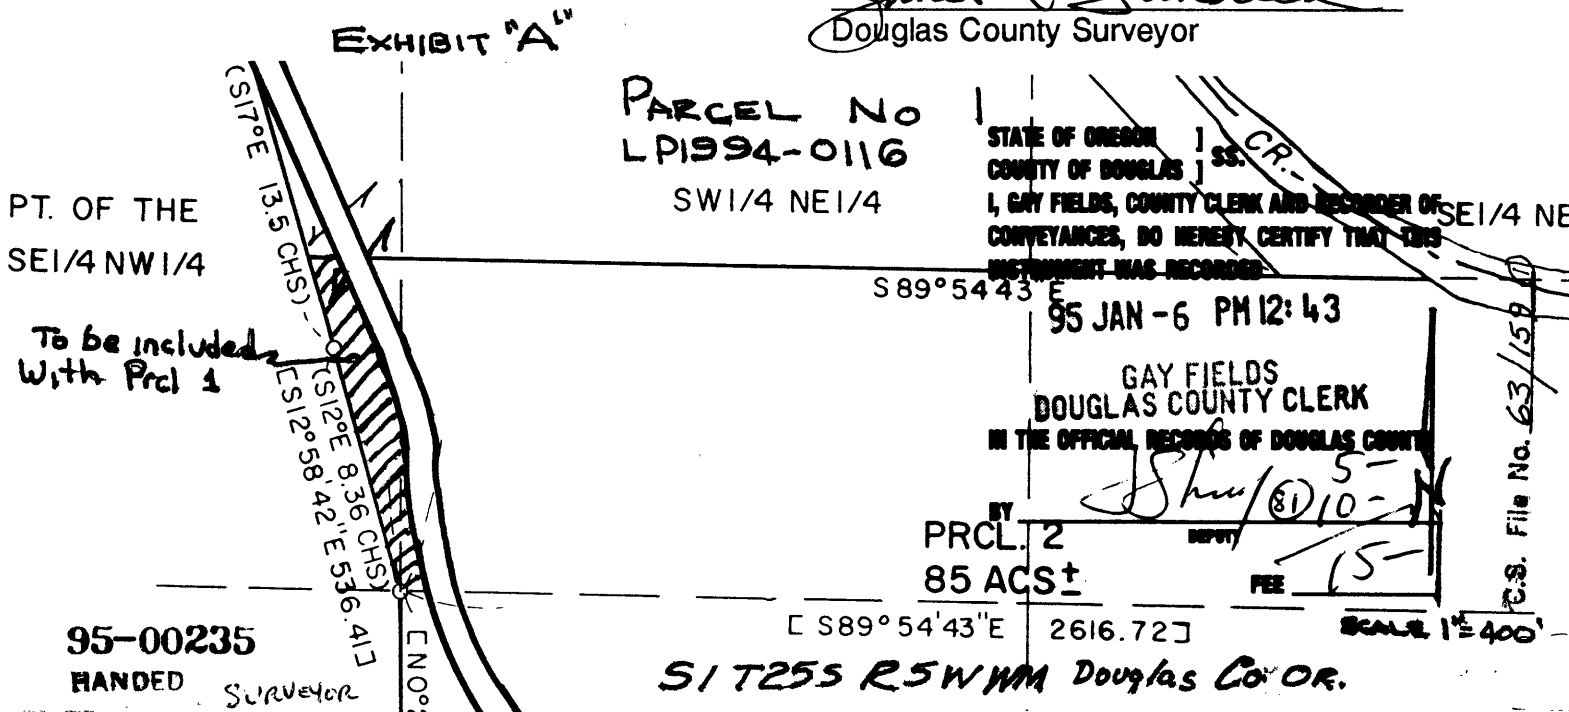 Douglas County Surveyor
EXHIBIT "A"
PARCEL No 1
LP1994-0116
SW1/4 NE1/4
STATE OF OREGON ] SS.
COUNTY OF DOUGLAS ]
I, GAY FIELDS, COUNTY CLERK AND RECORDER OF
CONVEYANCES, DO HEREBY CERTIFY THAT THIS
INSTRUMENT WAS RECORDED
95 JAN -6 PM 12: 43
GAY FIELDS
DOUGLAS COUNTY CLERK
IN THE OFFICIAL RECORDS OF DOUGLAS COUNTY
BY
DEPUTY
FEE 15-
5-
81 10-
CR.
SE1/4 NE
PT. OF THE
SE1/4 NW1/4
(S17°E 13.5 CHS)
To be included
With Prcl 1
(S12°E 8.36 CHS)
[S12°58'42"E 536.41]
S89°54'43 E
PRCL. 2
85 ACS±
[S89°54'43"E 2616.72]
[N0°
C.S. File No. 63/159
SCALE 1"=400'
95-00235
HANDED
SURVEYOR
S1 T25S R5W WM Douglas Co OR.